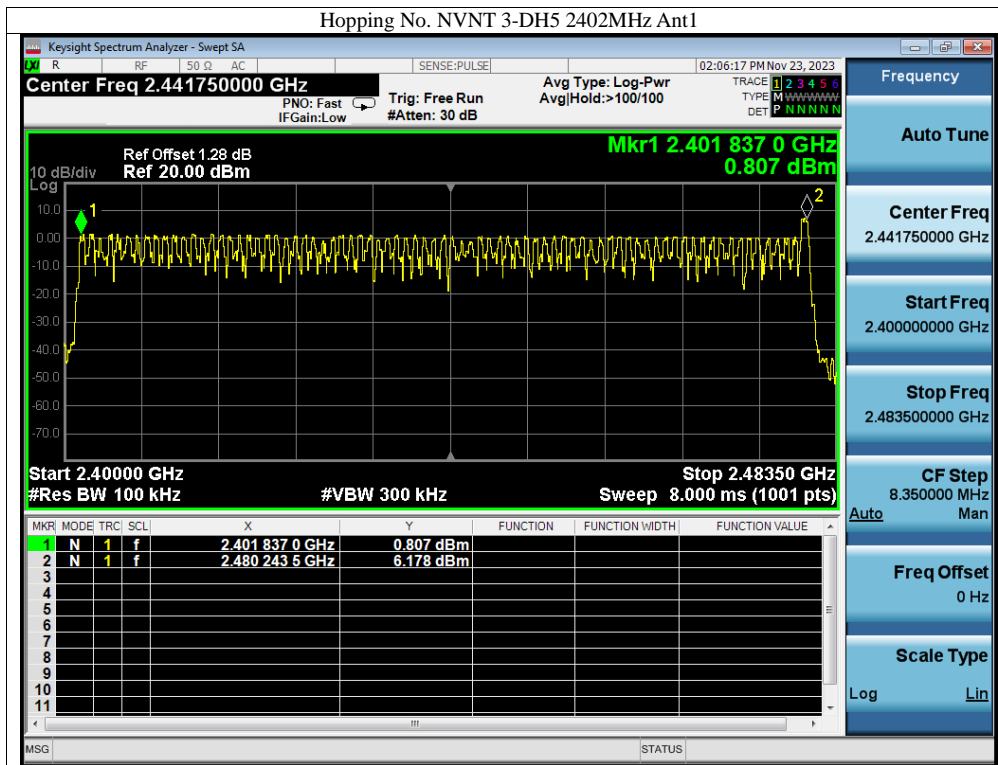 Hopping No. NVNT 3-DH5 2402MHz Ant1
Keysight Spectrum Analyzer - Swept SA
LXI R RF 50 Ω AC SENSE:PULSE 02:06:17 PM Nov 23, 2023
Center Freq 2.441750000 GHz
PNO: Fast
IFGain:Low
Trig: Free Run
#Atten: 30 dB
Avg Type: Log-Pwr
Avg|Hold:>100/100
TRACE 1 2 3 4 5 6
TYPE M WWWWW
DET P N N N N N
Ref Offset 1.28 dB
10 dB/div Ref 20.00 dBm
Log
Mkr1 2.401 837 0 GHz
0.807 dBm
10.0
0.00
-10.0
-20.0
-30.0
-40.0
-50.0
-60.0
-70.0
1
2
Start 2.40000 GHz Stop 2.48350 GHz
#Res BW 100 kHz #VBW 300 kHz Sweep 8.000 ms (1001 pts)
MKR MODE TRC SCL X Y FUNCTION FUNCTION WIDTH FUNCTION VALUE
1 N 1 f 2.401 837 0 GHz 0.807 dBm
2 N 1 f 2.480 243 5 GHz 6.178 dBm
3
4
5
6
7
8
9
10
11
MSG STATUS
Frequency
Auto Tune
Center Freq
2.441750000 GHz
Start Freq
2.400000000 GHz
Stop Freq
2.483500000 GHz
CF Step
8.350000 MHz
Auto Man
Freq Offset
0 Hz
Scale Type
Log Lin